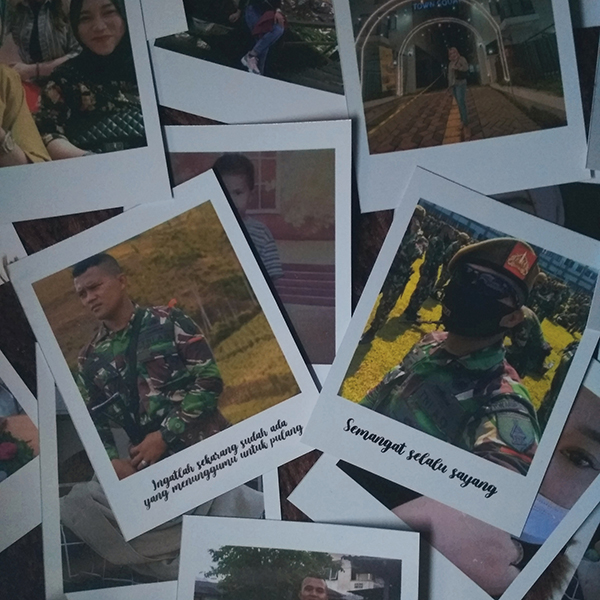 Ingatlah sekarang sudah ada
yang menunggumu untuk pulang
Semangat selalu sayang